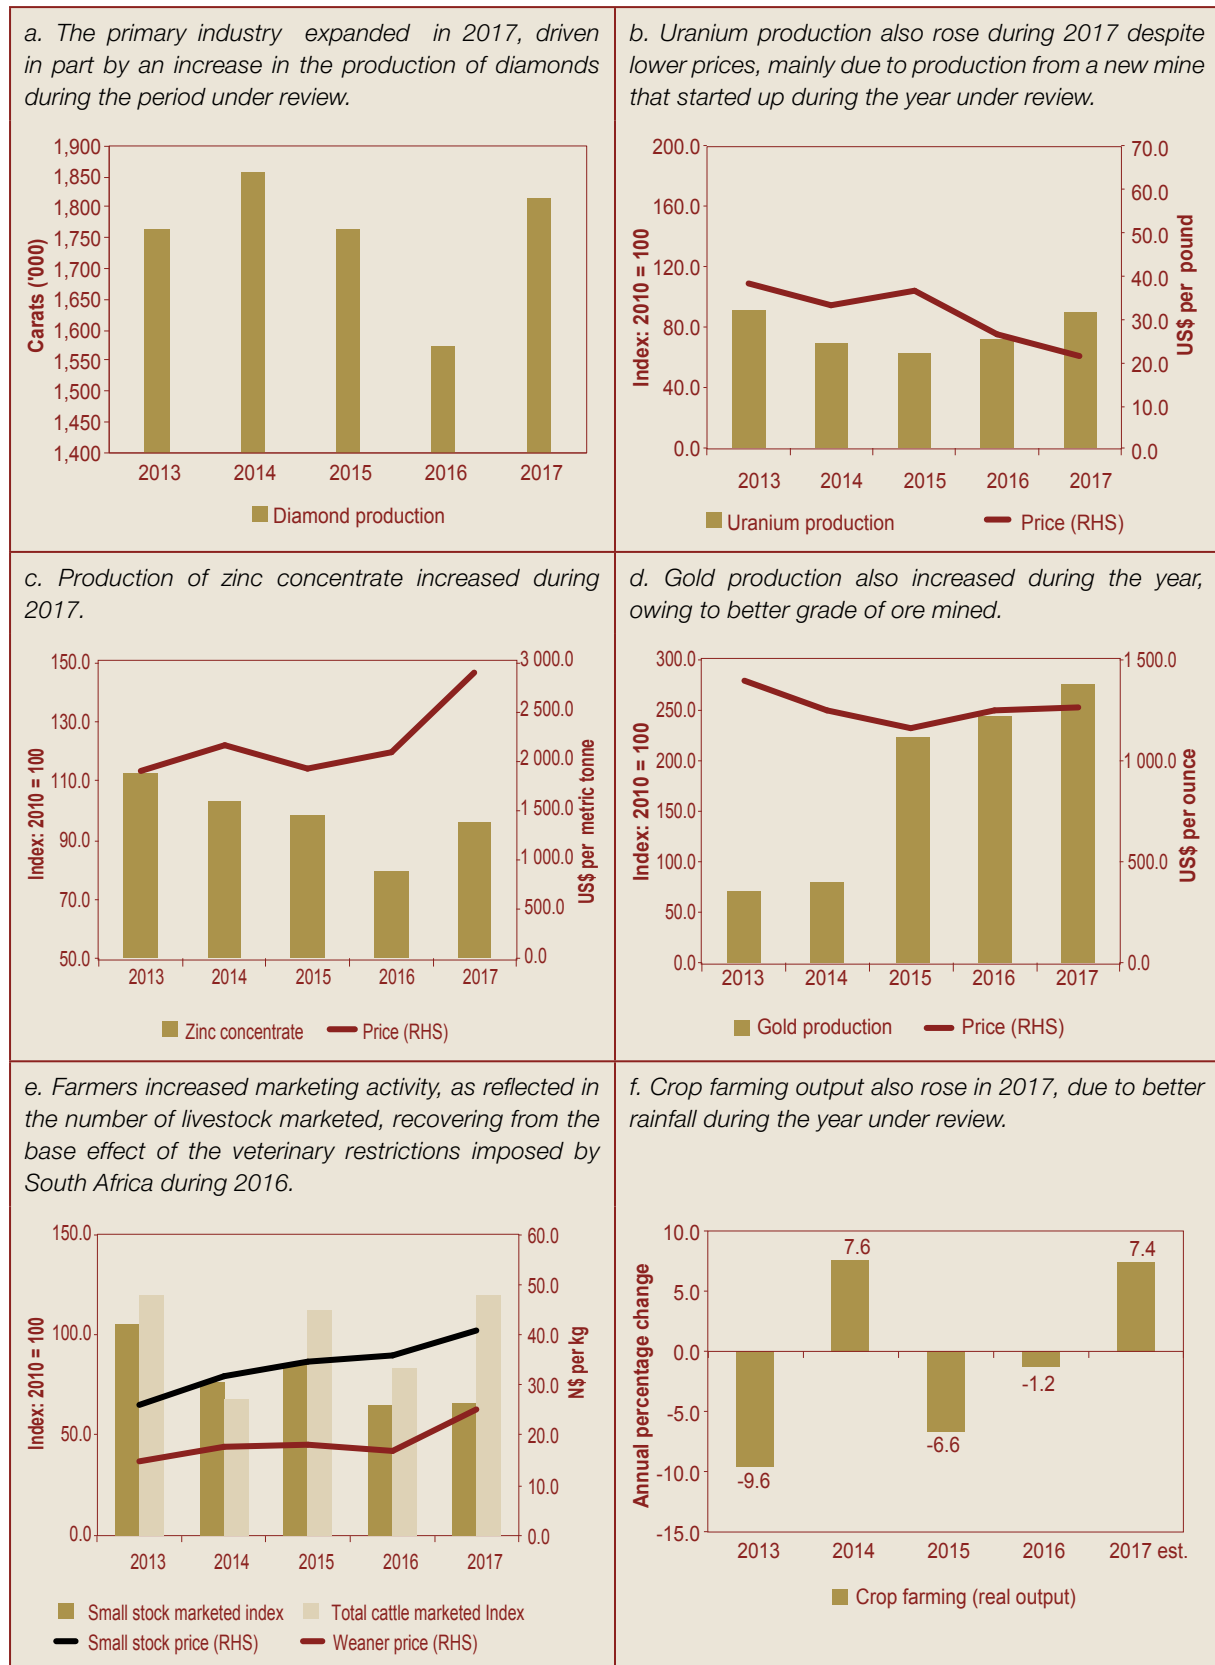 a. The primary industry expanded in 2017, driven
in part by an increase in the production of diamonds
during the period under review.
1,900
1,850
1,800
1,750
1,700
1,650
1,600
1,550
1,500
1,450
1,400
Carats ('000)
2013 2014 2015 2016 2017
Diamond production
b. Uranium production also rose during 2017 despite
lower prices, mainly due to production from a new mine
that started up during the year under review.
200.0
160.0
120.0
80.0
40.0
0.0
Index: 2010 = 100
70.0
60.0
50.0
40.0
30.0
20.0
10.0
0.0
US$ per pound
2013 2014 2015 2016 2017
Uranium production Price (RHS)
c. Production of zinc concentrate increased during
2017.
150.0
130.0
110.0
90.0
70.0
50.0
Index: 2010 = 100
3 000.0
2 500.0
2 000.0
1 500.0
1 000.0
500.0
0.0
US$ per metric tonne
2013 2014 2015 2016 2017
Zinc concentrate Price (RHS)
d. Gold production also increased during the year,
owing to better grade of ore mined.
300.0
250.0
200.0
150.0
100.0
50.0
0.0
Index: 2010 = 100
1 500.0
1 000.0
500.0
0.0
US$ per ounce
2013 2014 2015 2016 2017
Gold production Price (RHS)
e. Farmers increased marketing activity, as reflected in
the number of livestock marketed, recovering from the
base effect of the veterinary restrictions imposed by
South Africa during 2016.
150.0
100.0
50.0
0.0
Index: 2010 = 100
60.0
50.0
40.0
30.0
20.0
10.0
0.0
N$ per kg
2013 2014 2015 2016 2017
Small stock marketed index Total cattle marketed Index
Small stock price (RHS) Weaner price (RHS)
f. Crop farming output also rose in 2017, due to better
rainfall during the year under review.
10.0
5.0
0.0
-5.0
-10.0
-15.0
Annual percentage change
-9.6
7.6
-6.6
-1.2
7.4
2013 2014 2015 2016 2017 est.
Crop farming (real output)